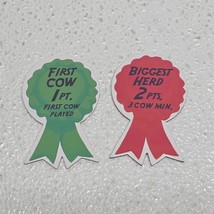 FIRST
COW
1 PT.
FIRST COW
PLAYED
BIGGEST
HERD
2 PTS,
3 COW MIN.